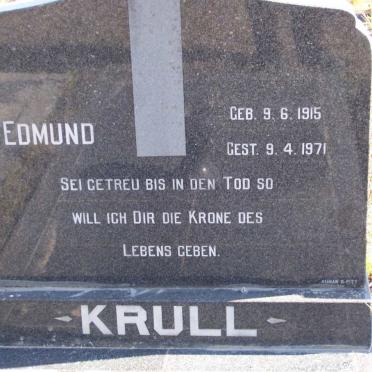 EDMUND
GEB. 9. 6. 1915
GEST. 9. 4. 1971
SEI GETREU BIS IN DEN TOD SO
WILL ICH DIR DIE KRONE DES
LEBENS GEBEN.
KRULL